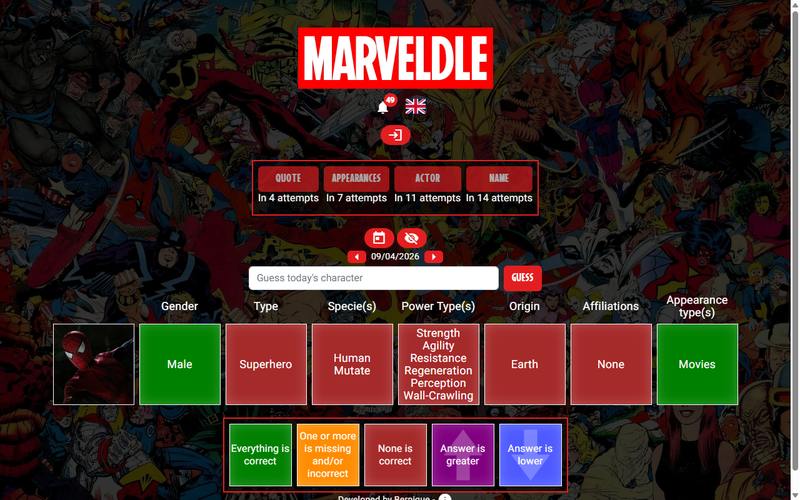 MARVELDLE
49
QUOTE APPEARANCES ACTOR NAME
In 4 attempts In 7 attempts In 11 attempts In 14 attempts
09/04/2026
Guess today's character GUESS
Gender Type Specie(s) Power Type(s) Origin Affiliations Appearance type(s)
Male
Superhero
Human
Mutate
Strength
Agility
Resistance
Regeneration
Perception
Wall-Crawling
Earth
None
Movies
Everything is
correct
One or more
is missing
and/or
incorrect
None is
correct
Answer is
greater
Answer is
lower
Developed by Bernique -